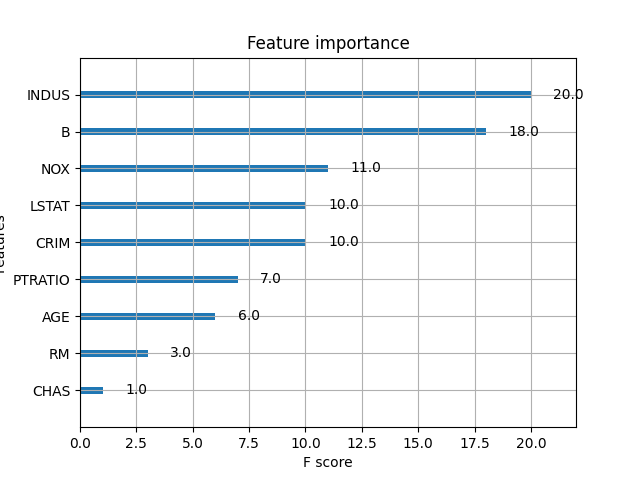 Feature importance
INDUS 20.0
B 18.0
NOX 11.0
LSTAT 10.0
CRIM 10.0
PTRATIO 7.0
AGE 6.0
RM 3.0
CHAS 1.0
0.0 2.5 5.0 7.5 10.0 12.5 15.0 17.5 20.0
F score